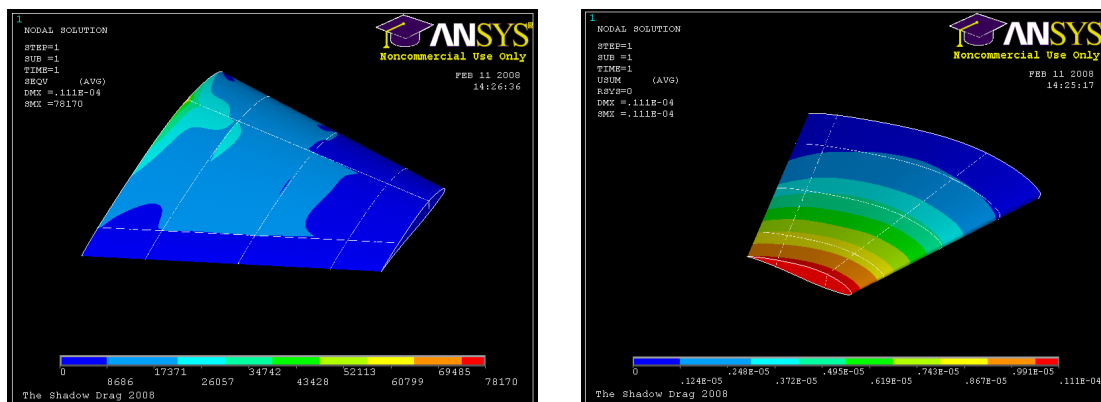 1
NODAL SOLUTION
STEP=1
SUB =1
TIME=1
SEQV (AVG)
DMX =.111E-04
SMX =78170
ANSYS
Noncommercial Use Only
FEB 11 2008
14:26:36
0 17371 34742 52113 69485
8686 26057 43428 60799 78170
The Shadow Drag 2008
1
NODAL SOLUTION
STEP=1
SUB =1
TIME=1
USUM (AVG)
RSYS=0
DMX =.111E-04
SMX =.111E-04
ANSYS
Noncommercial Use Only
FEB 11 2008
14:25:17
0 .248E-05 .495E-05 .743E-05 .991E-05
.124E-05 .372E-05 .619E-05 .867E-05 .111E-04
The Shadow Drag 2008